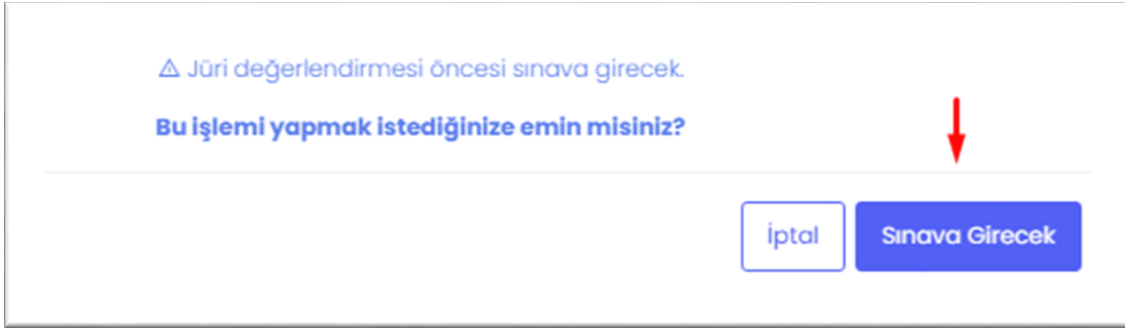 Jüri değerlendirmesi öncesi sınava girecek.
Bu işlemi yapmak istediğinize emin misiniz?
İptal
Sınava Girecek